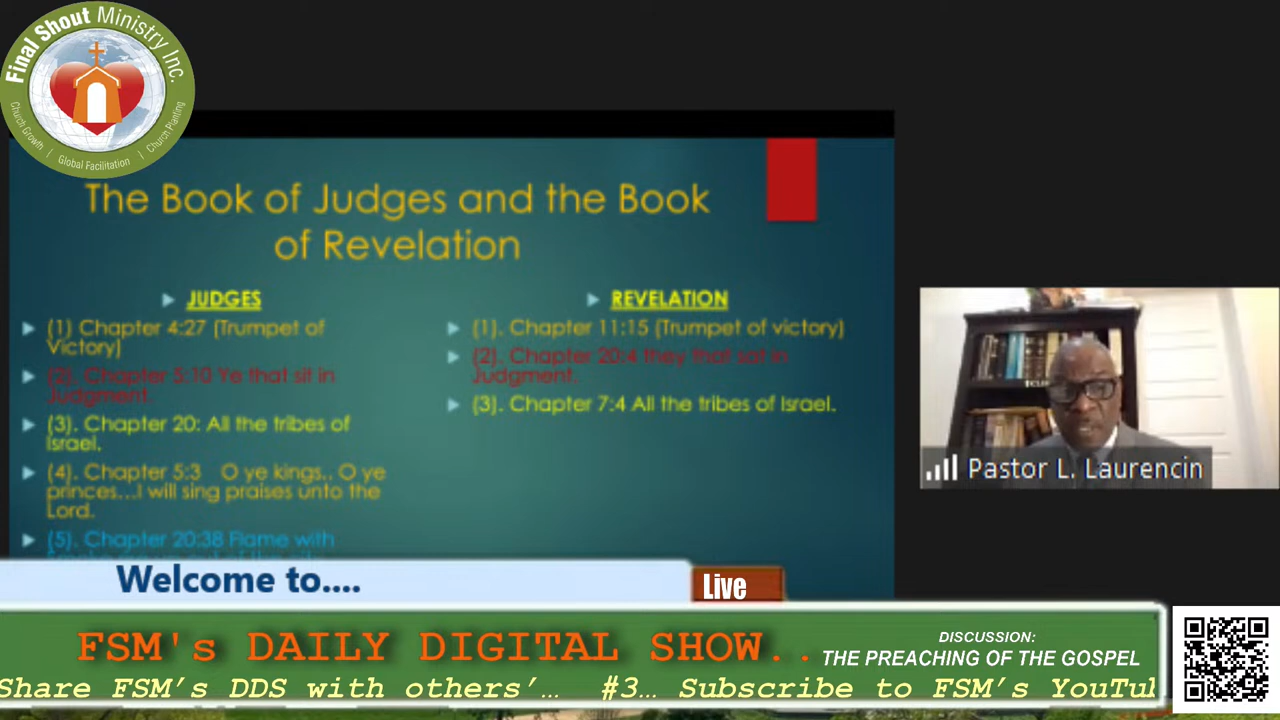 Final Shout Ministry Inc.
Church Growth | Global Facilitation | Church Planting
The Book of Judges and the Book
of Revelation
JUDGES
(1) Chapter 4:27 (Trumpet of
Victory)
(2). Chapter 5:10 Ye that sit in
Judgment.
(3). Chapter 20: All the tribes of
Israel.
(4). Chapter 5:3 O ye kings.. O ye
princes...I will sing praises unto the
Lord.
(5). Chapter 20:38 Flame with
REVELATION
(1). Chapter 11:15 (Trumpet of victory)
(2). Chapter 20:4 they that sat in
Judgment.
(3). Chapter 7:4 All the tribes of Israel.
Pastor L. Laurencin
Welcome to....
Live
FSM's DAILY DIGITAL SHOW..
DISCUSSION:
THE PREACHING OF THE GOSPEL
Share FSM's DDS with others'… #3… Subscribe to FSM's YouTub